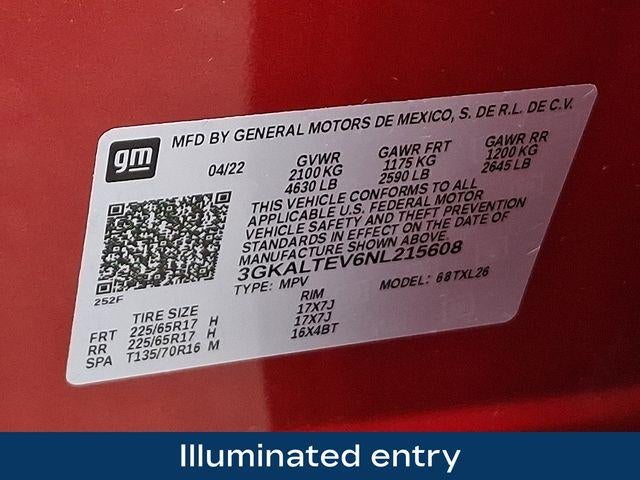 gm
MFD BY GENERAL MOTORS DE MEXICO, S. DE R.L. DE C.V.
04/22 GVWR GAWR FRT GAWR RR
2100 KG 1175 KG 1200 KG
4630 LB 2590 LB 2645 LB
THIS VEHICLE CONFORMS TO ALL
APPLICABLE U.S. FEDERAL MOTOR
VEHICLE SAFETY AND THEFT PREVENTION
STANDARDS IN EFFECT ON THE DATE OF
MANUFACTURE SHOWN ABOVE.
3GKALTEV6NL215608
TYPE: MPV MODEL: 68TXL26
252F
TIRE SIZE RIM
FRT 225/65R17 H 17X7J
RR 225/65R17 H 17X7J
SPA T135/70R16 M 16X4BT
Illuminated entry